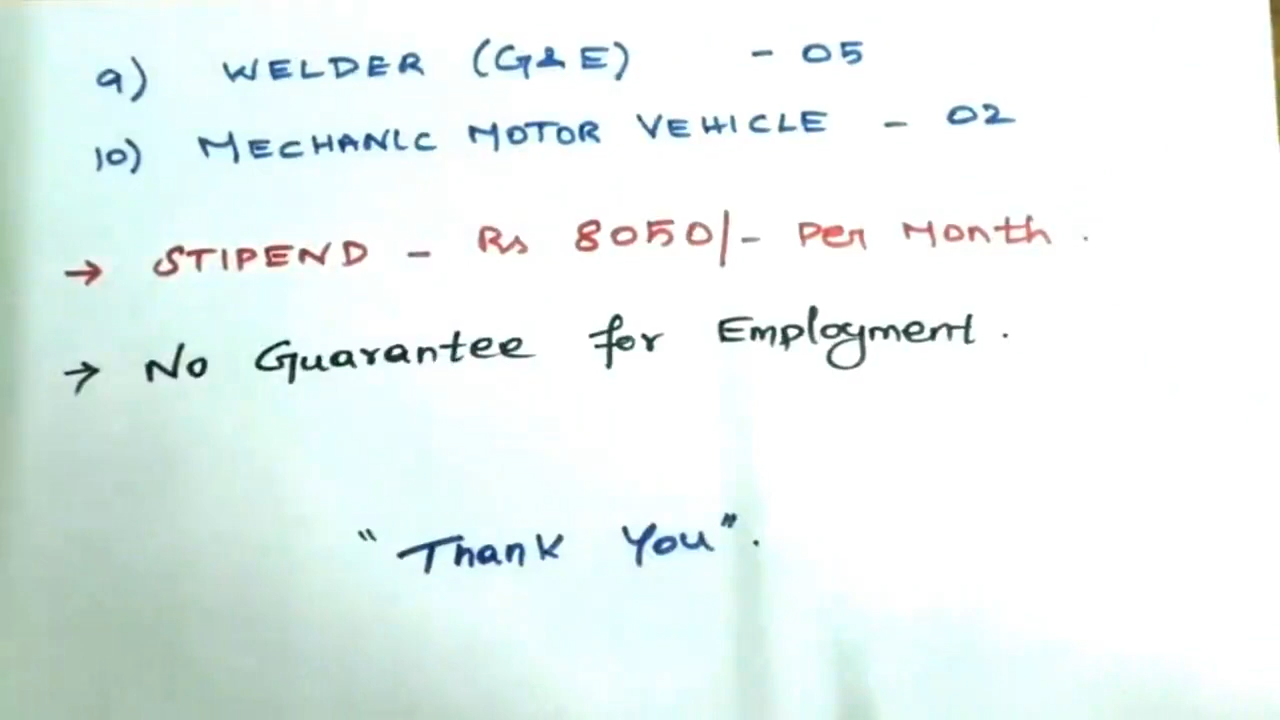 9) WELDER (G&E) - 05
10) MECHANIC MOTOR VEHICLE - 02
→ STIPEND - Rs 8050/- Per Month.
→ No Guarantee for Employment.
"Thank You".